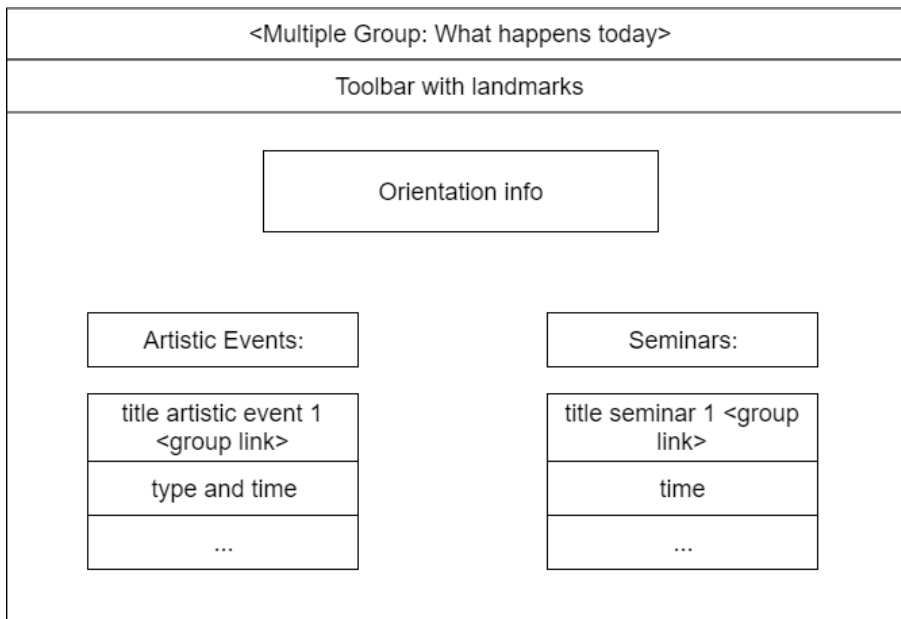 <Multiple Group: What happens today>
Toolbar with landmarks
Orientation info
Artistic Events:
title artistic event 1
<group link>
type and time
...
Seminars:
title seminar 1 <group
link>
time
...